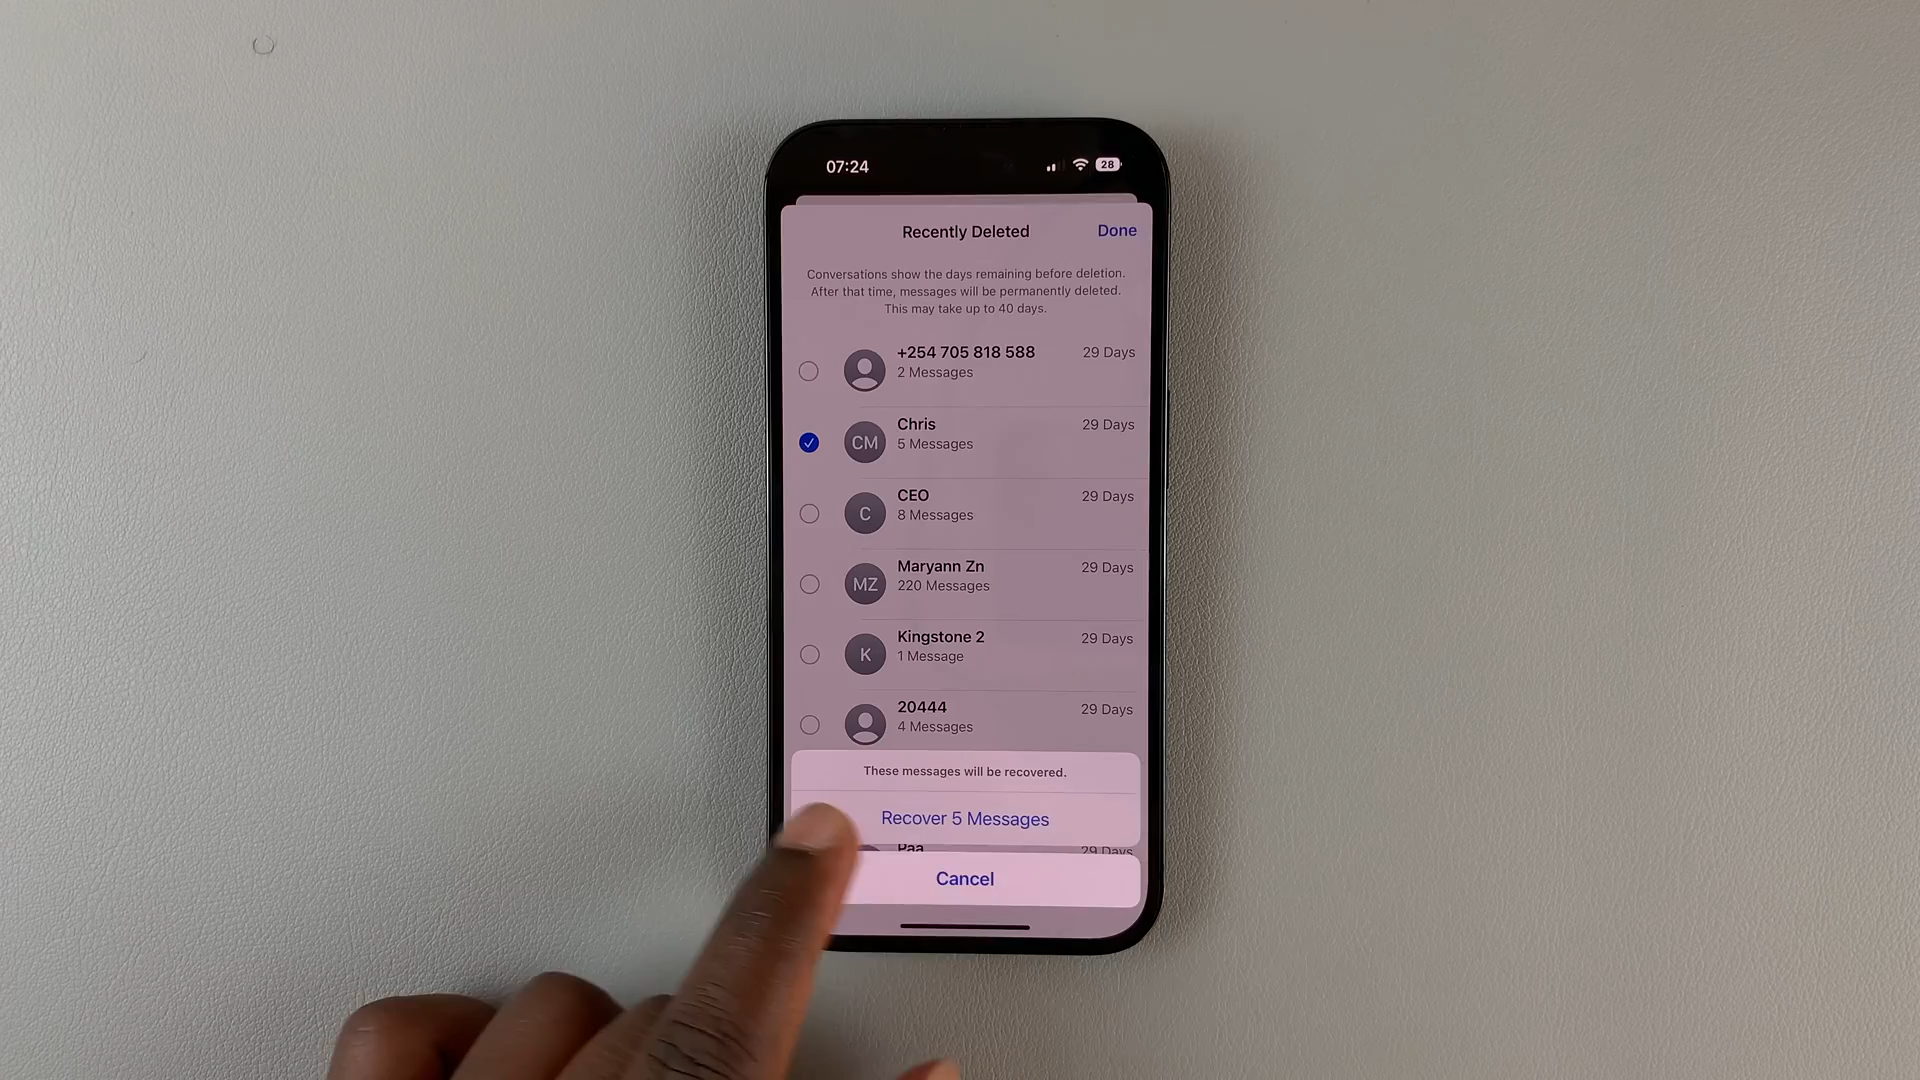 07:24
28
Recently Deleted
Done
Conversations show the days remaining before deletion.
After that time, messages will be permanently deleted.
This may take up to 40 days.
+254 705 818 588
29 Days
2 Messages
CM
Chris
29 Days
5 Messages
C
CEO
29 Days
8 Messages
MZ
Maryann Zn
29 Days
220 Messages
K
Kingstone 2
29 Days
1 Message
20444
29 Days
4 Messages
These messages will be recovered.
Recover 5 Messages
Paa
29 Days
Cancel